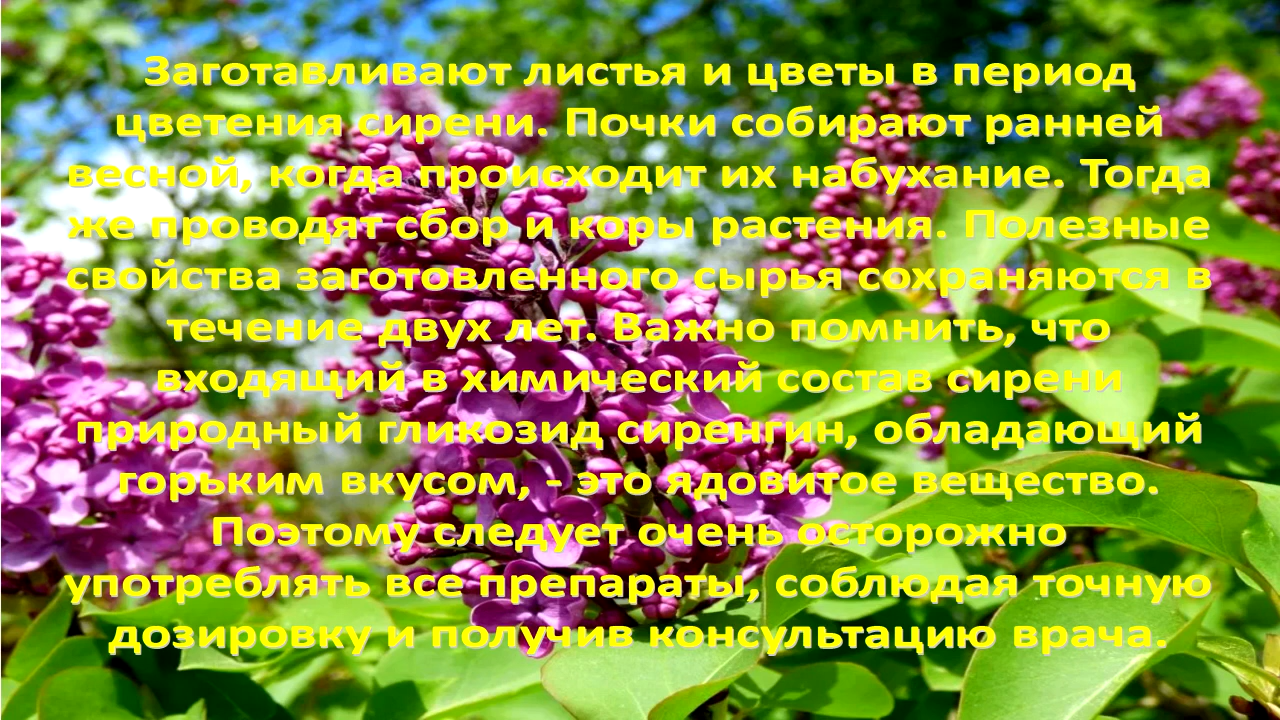 Заготавливают листья и цветы в период
цветения сирени. Почки собирают ранней
весной, когда происходит их набухание. Тогда
же проводят сбор и коры растения. Полезные
свойства заготовленного сырья сохраняются в
течение двух лет. Важно помнить, что
входящий в химический состав сирени
природный гликозид сиренгин, обладающий
горьким вкусом, - это ядовитое вещество.
Поэтому следует очень осторожно
употреблять все препараты, соблюдая точную
дозировку и получив консультацию врача.